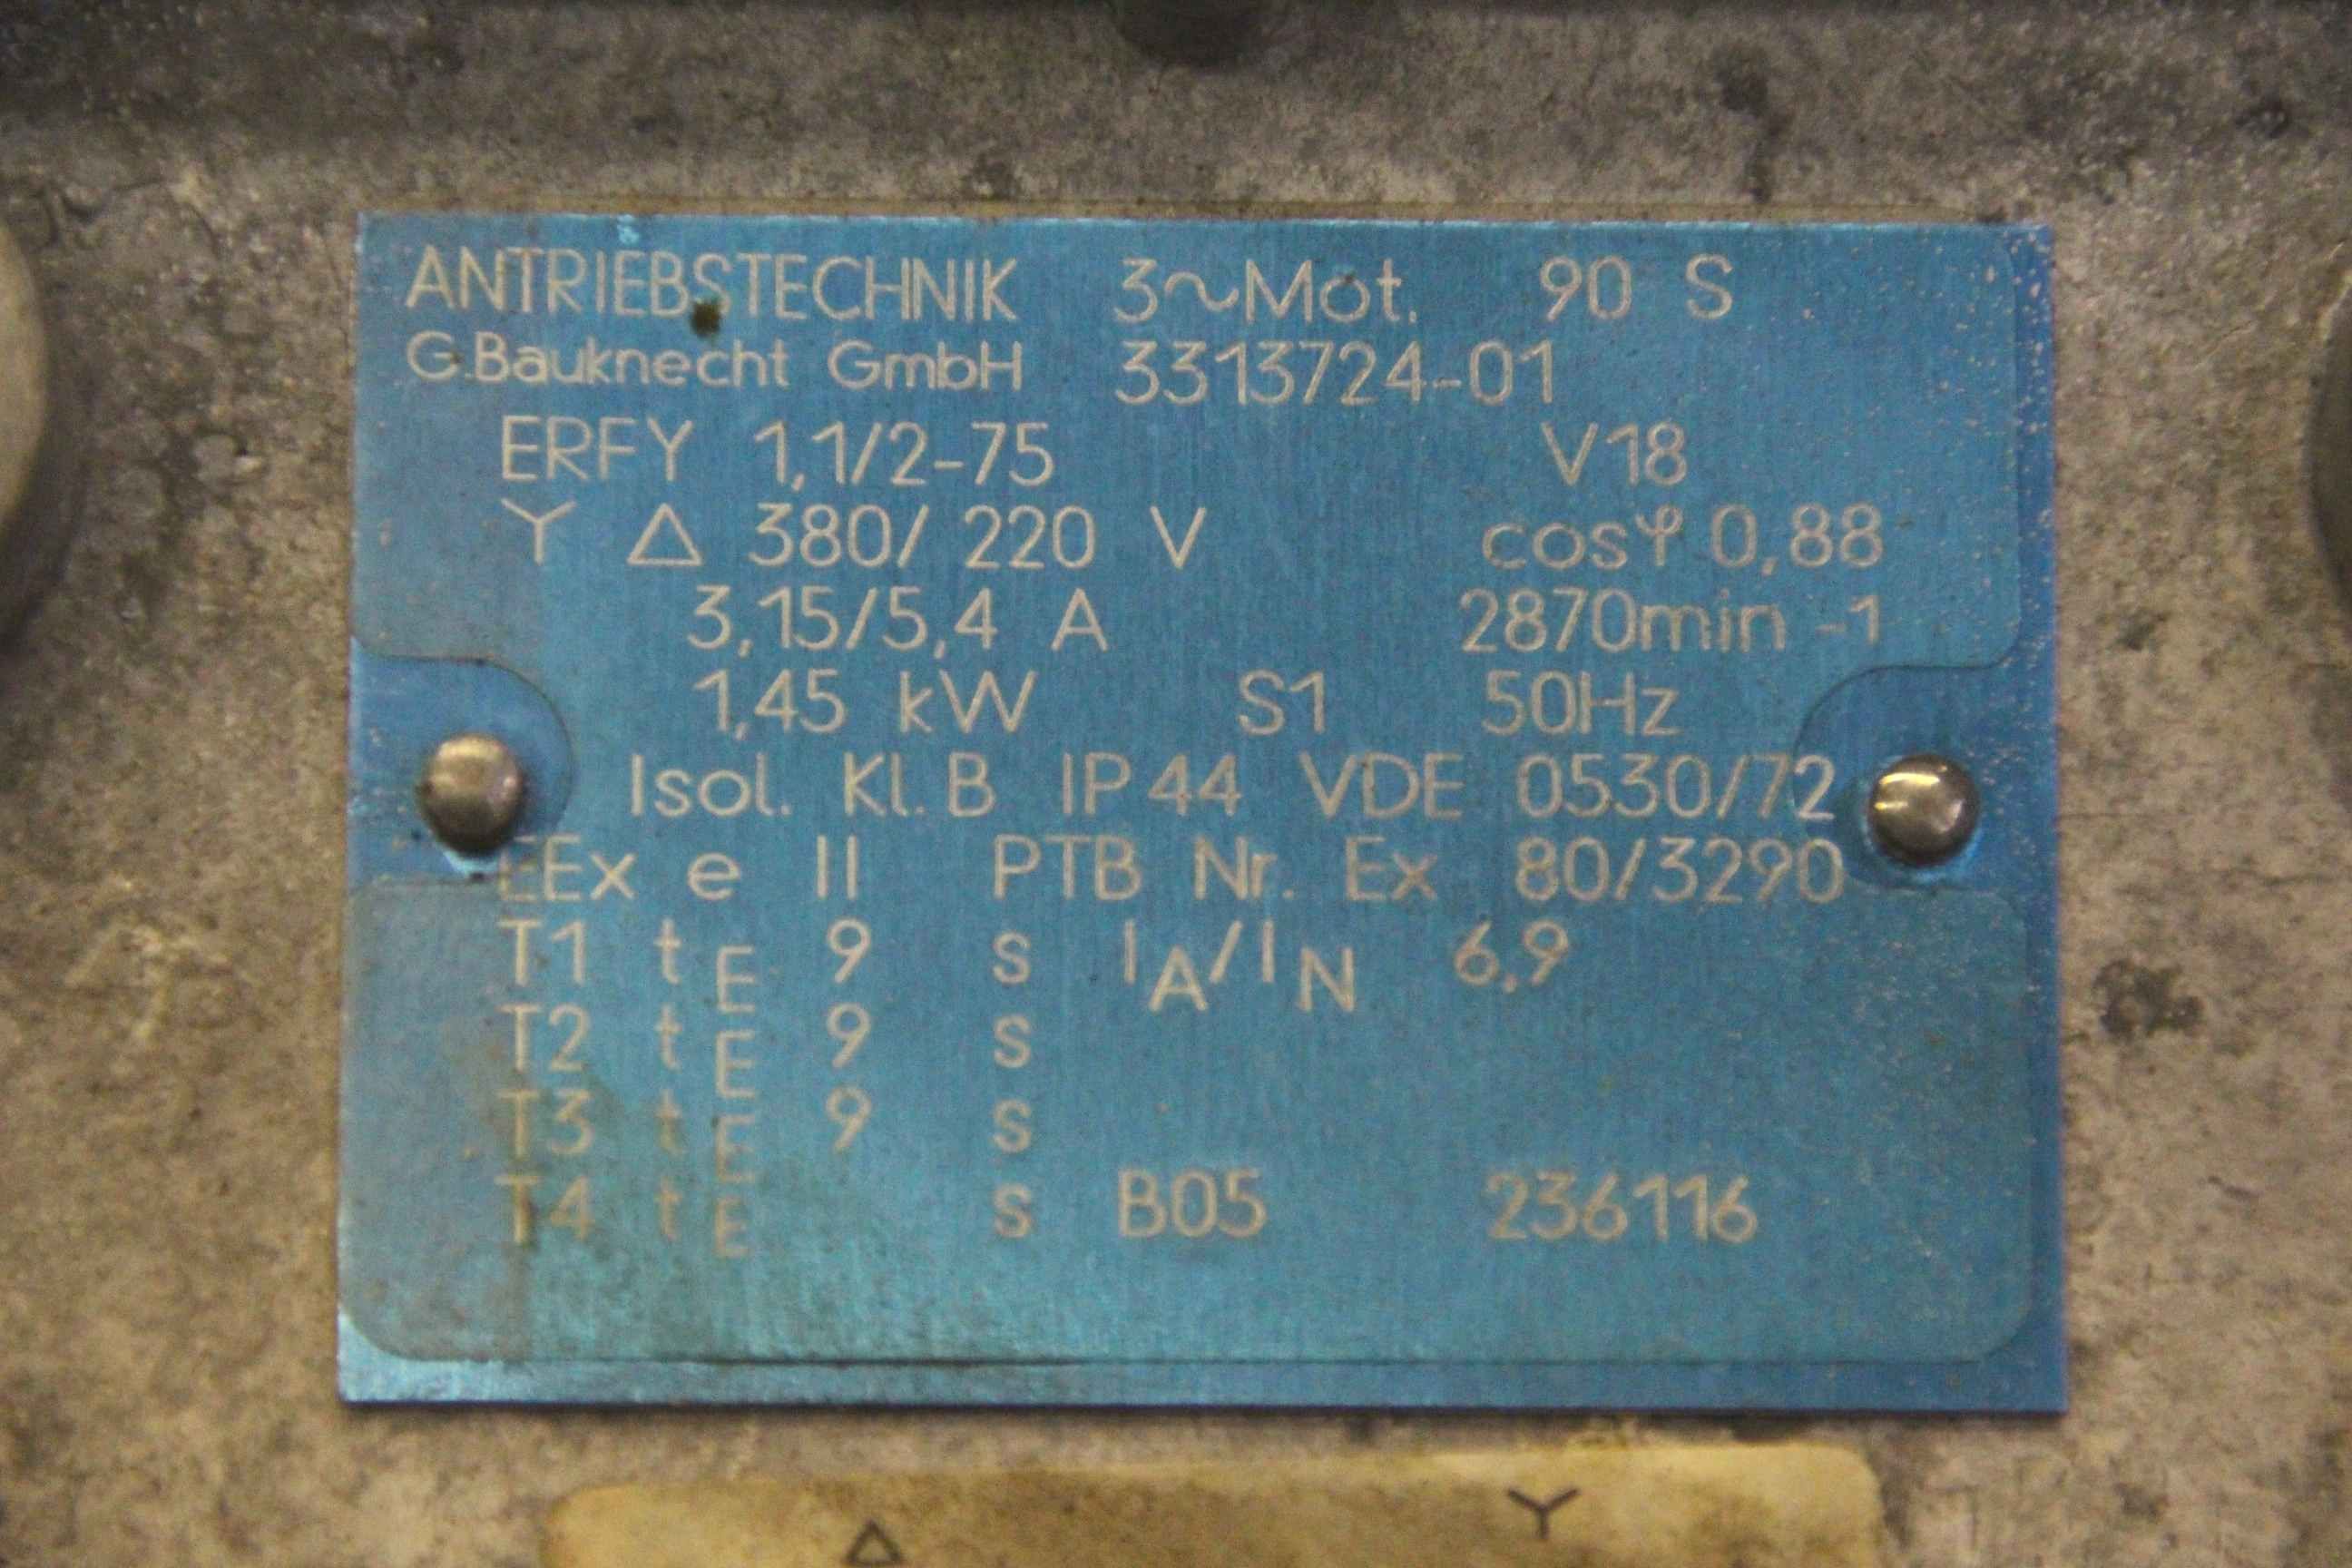 ANTRIEBSTECHNIK 3~Mot. 90 S
G.Bauknecht GmbH 3313724-01
ERFY 1,1/2-75 V18
Y △ 380/ 220 V cosφ 0,88
3,15/5,4 A 2870min -1
1,45 kW S1 50Hz
Isol. Kl. B IP 44 VDE 0530/72
EEx e II PTB Nr. Ex 80/3290
T1 tE 9 s IA/IN 6,9
T2 tE 9 s
T3 tE 9 s
T4 tE s B05 236116
△ Y